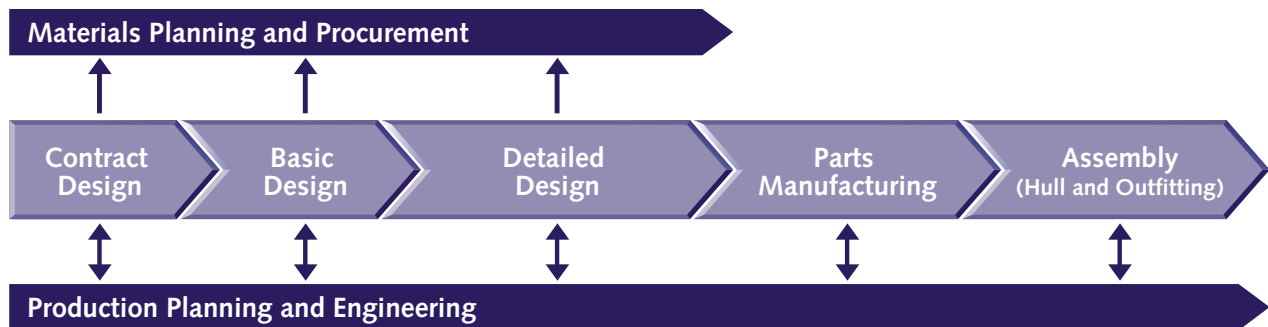 Materials Planning and Procurement
Contract
Design
Basic
Design
Detailed
Design
Parts
Manufacturing
Assembly
(Hull and Outfitting)
Production Planning and Engineering